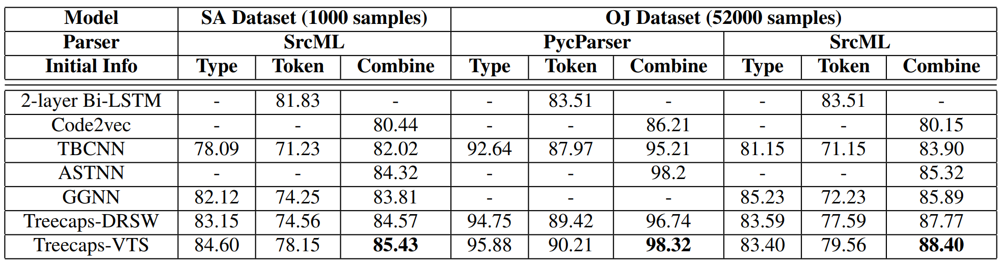 Model SA Dataset (1000 samples) OJ Dataset (52000 samples)
Parser SrcML PycParser SrcML
Initial Info Type Token Combine Type Token Combine Type Token Combine
2-layer Bi-LSTM - 81.83 - - 83.51 - - 83.51 -
Code2vec - - 80.44 - - 86.21 - - 80.15
TBCNN 78.09 71.23 82.02 92.64 87.97 95.21 81.15 71.15 83.90
ASTNN - - 84.32 - - 98.2 - - 85.32
GGNN 82.12 74.25 83.81 - - - 85.23 72.23 85.89
Treecaps-DRSW 83.15 74.56 84.57 94.75 89.42 96.74 83.59 77.59 87.77
Treecaps-VTS 84.60 78.15 85.43 95.88 90.21 98.32 83.40 79.56 88.40